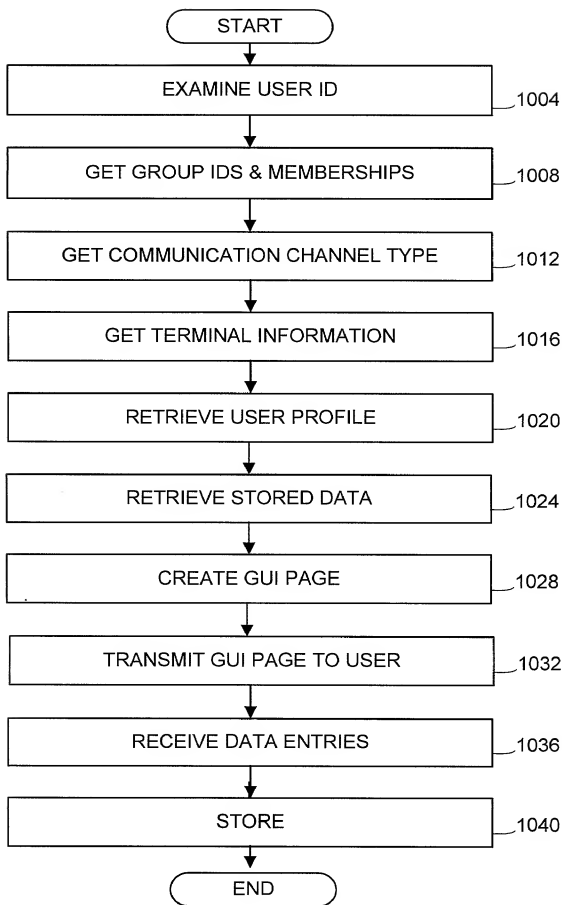 START
EXAMINE USER ID
1004
GET GROUP IDS & MEMBERSHIPS
1008
GET COMMUNICATION CHANNEL TYPE
1012
GET TERMINAL INFORMATION
1016
RETRIEVE USER PROFILE
1020
RETRIEVE STORED DATA
1024
CREATE GUI PAGE
1028
TRANSMIT GUI PAGE TO USER
1032
RECEIVE DATA ENTRIES
1036
STORE
1040
END